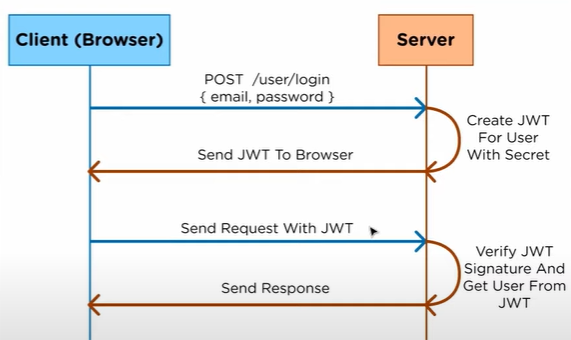 Client (Browser)
Server
POST /user/login
{ email, password }
Create JWT
For User
With Secret
Send JWT To Browser
Send Request With JWT
Verify JWT
Signature And
Get User From
JWT
Send Response